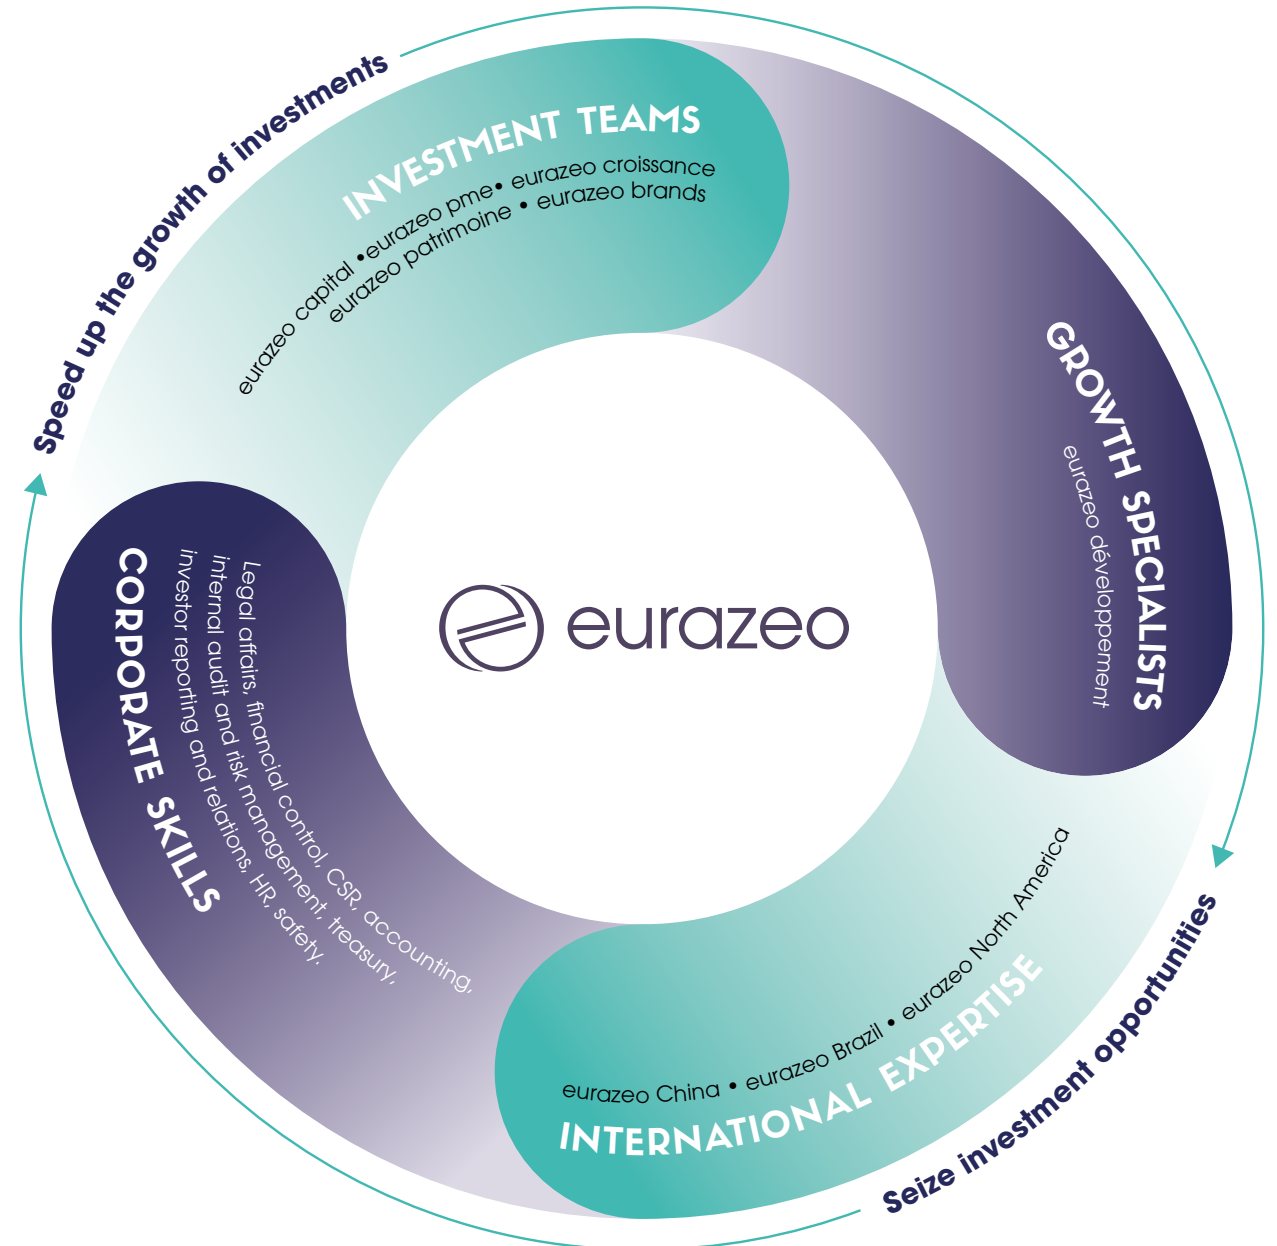 Speed up the growth of investments
INVESTMENT TEAMS
eurazeo capital •eurazeo pme• eurazeo croissance
eurazeo patrimoine • eurazeo brands
GROWTH SPECIALISTS
eurazeo développement
eurazeo
CORPORATE SKILLS
Legal affairs, financial control, CSR, accounting,
internal audit and risk management, treasury,
investor reporting and relations, HR, safety.
eurazeo China • eurazeo Brazil • eurazeo North America
INTERNATIONAL EXPERTISE
Seize investment opportunities